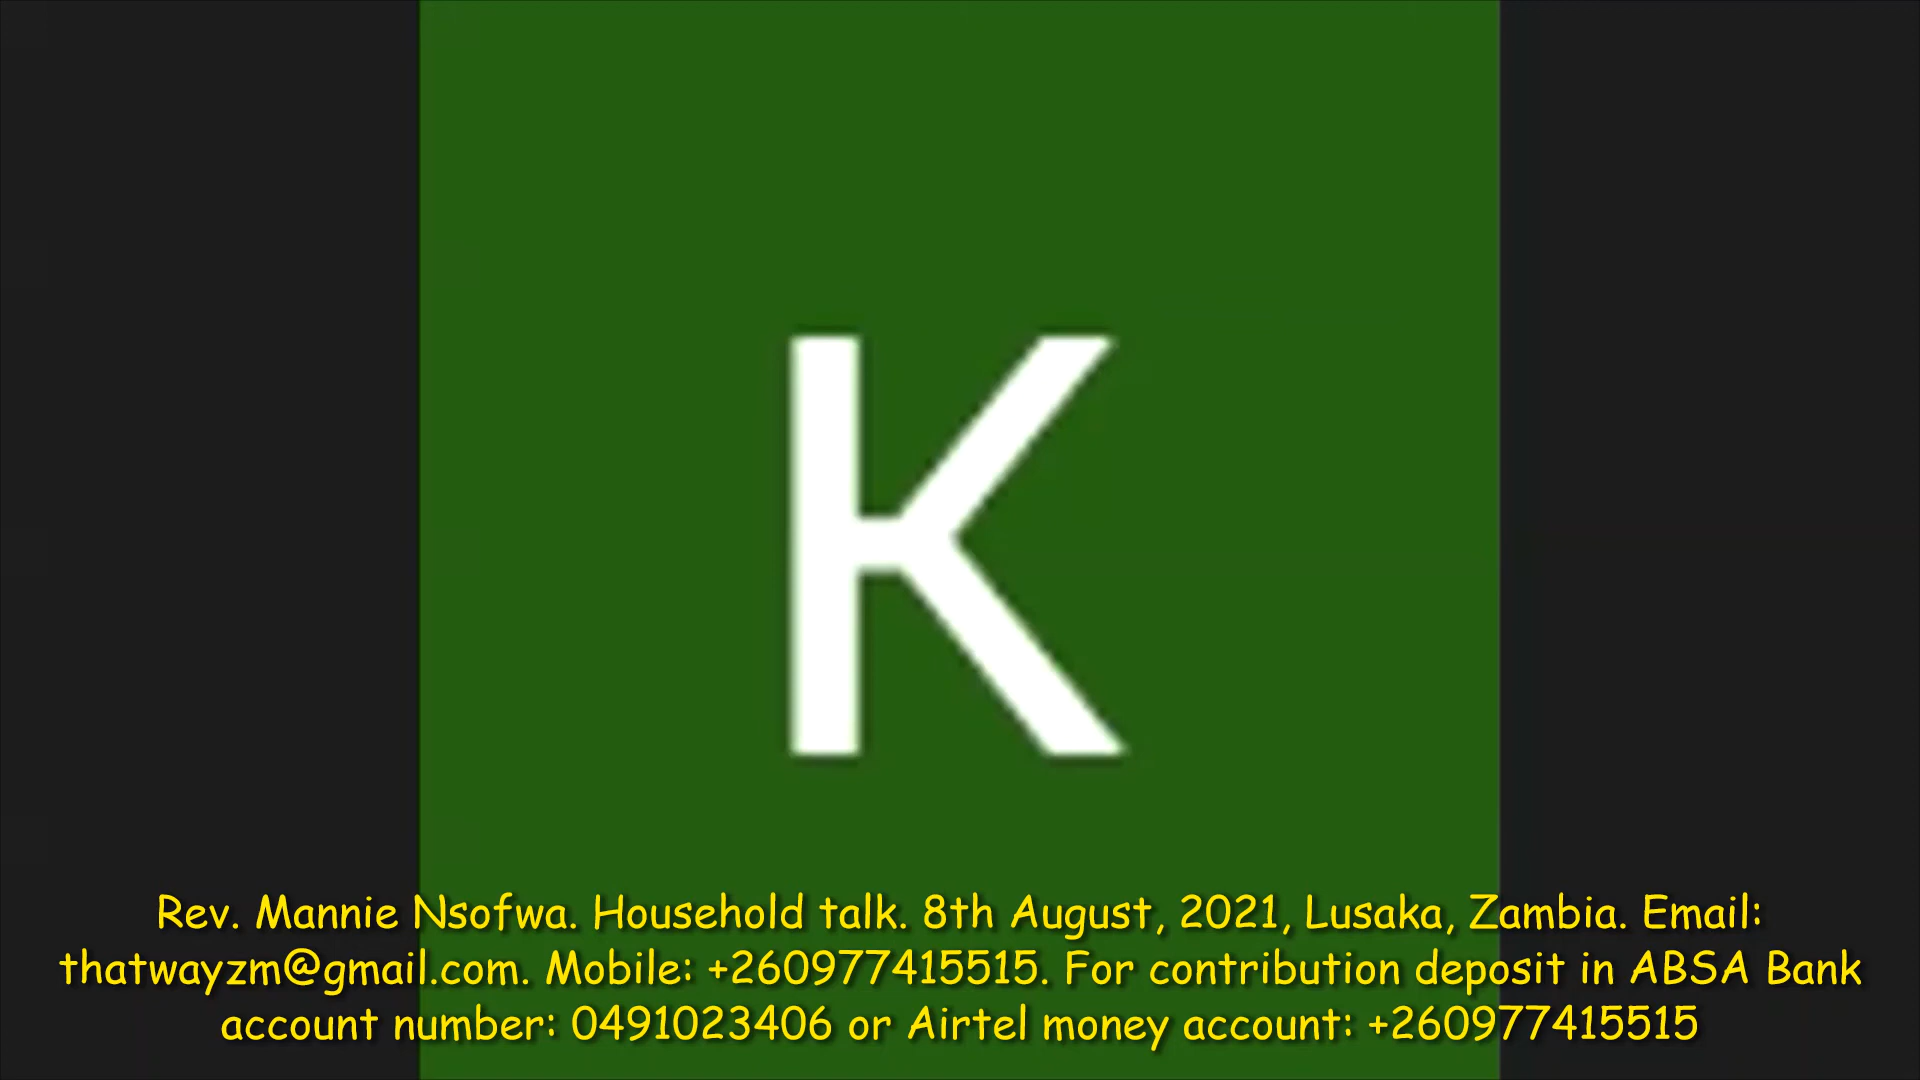 K
Rev. Mannie Nsofwa. Household talk. 8th August, 2021, Lusaka, Zambia. Email:
thatwayzm@gmail.com. Mobile: +260977415515. For contribution deposit in ABSA Bank
account number: 0491023406 or Airtel money account: +260977415515